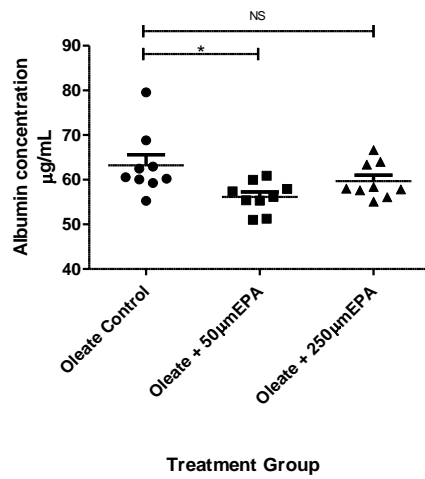 NS
*
90
80
70
60
50
40
Albumin concentration
µg/mL
Oleate Control
Oleate + 50µmEPA
Oleate + 250µmEPA
Treatment Group